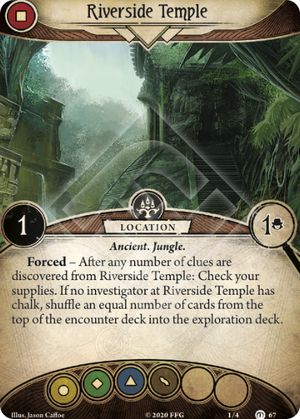 Riverside Temple
1
LOCATION
1
Ancient. Jungle.
Forced – After any number of clues are
discovered from Riverside Temple: Check your
supplies. If no investigator at Riverside Temple has
chalk, shuffle an equal number of cards from the
top of the encounter deck into the exploration deck.
Illus. Jason Caffoe
© 2020 FFG
1/4
67